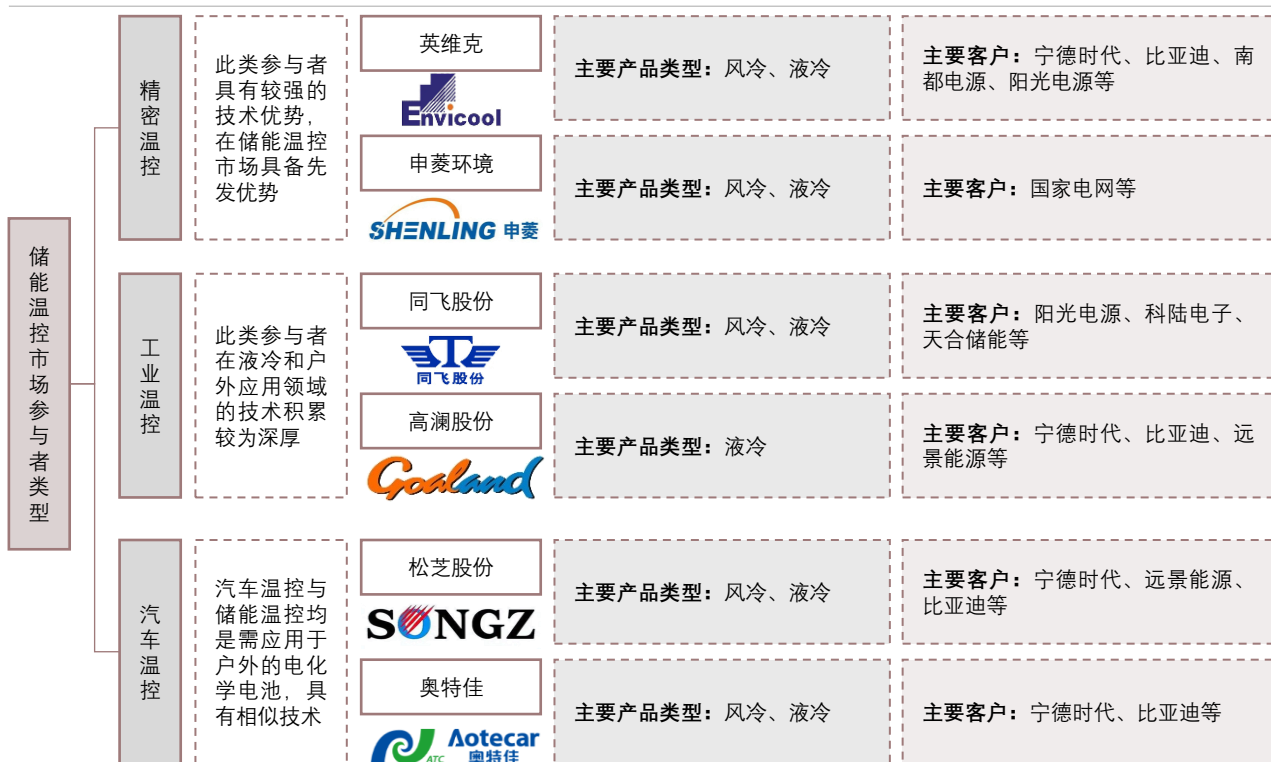 储能温控市场参与者类型
精密温控
此类参与者
具有较强的
技术优势，
在储能温控
市场具备先
发优势
英维克
Envicool
主要产品类型：风冷、液冷
主要客户：宁德时代、比亚迪、南
都电源、阳光电源等
申菱环境
SHENLING 申菱
主要产品类型：风冷、液冷
主要客户：国家电网等
工业温控
此类参与者
在液冷和户
外应用领域
的技术积累
较为深厚
同飞股份
同飞股份
主要产品类型：风冷、液冷
主要客户：阳光电源、科陆电子、
天合储能等
高澜股份
Goaland
主要产品类型：液冷
主要客户：宁德时代、比亚迪、远
景能源等
汽车温控
汽车温控与
储能温控均
是需应用于
户外的电化
学电池，具
有相似技术
松芝股份
SONGZ
主要产品类型：风冷、液冷
主要客户：宁德时代、远景能源、
比亚迪等
奥特佳
ATC Aotecar
奥特佳
主要产品类型：风冷、液冷
主要客户：宁德时代、比亚迪等